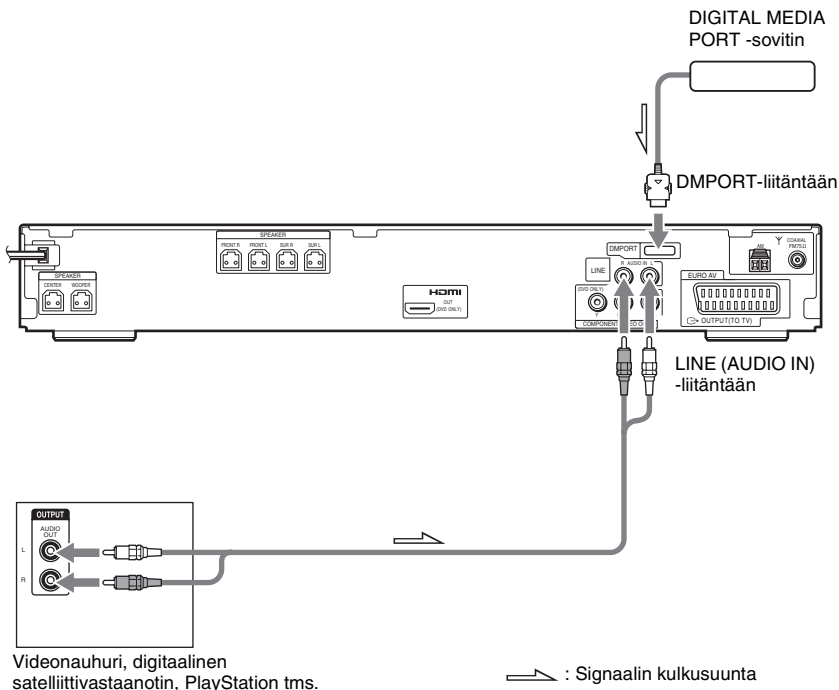 DIGITAL MEDIA
PORT -sovitin
DMPORT-liitäntään
SPEAKER
FRONT R FRONT L SUR R SUR L
SPEAKER
CENTER WOOFER
HDMI
OUT
(DVD ONLY)
DMPORT
LINE
R AUDIO IN L
(DVD ONLY)
Y
EURO AV
OUTPUT(TO TV)
AM
COAXIAL
FM75Ω
LINE (AUDIO IN)
-liitäntään
OUTPUT
AUDIO
OUT
L
R
Videonauhuri, digitaalinen
satelliittivastaanotin, PlayStation tms.
: Signaalin kulkusuunta